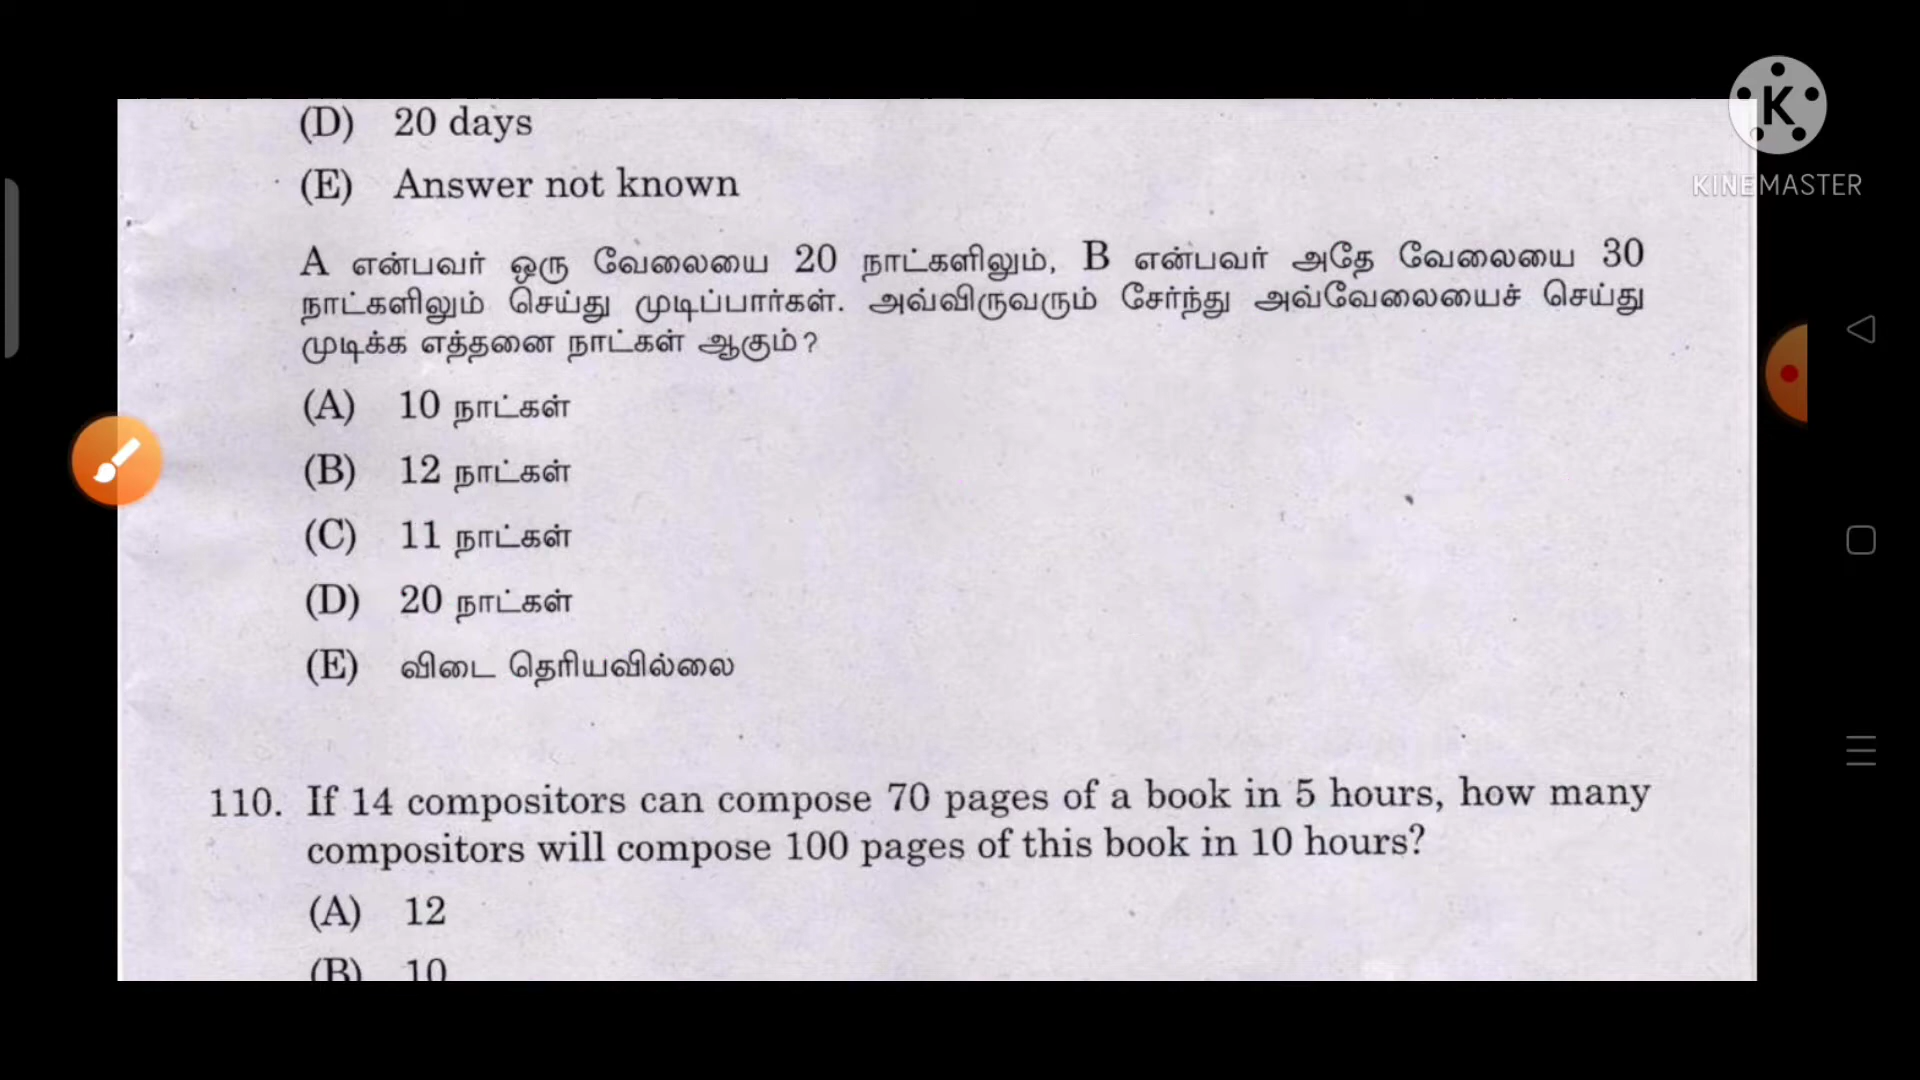 (D) 20 days
(E) Answer not known
A என்பவர் ஒரு வேலையை 20 நாட்களிலும், B என்பவர் அதே வேலையை 30
நாட்களிலும் செய்து முடிப்பார்கள். அவ்விருவரும் சேர்ந்து அவ்வேலையைச் செய்து
முடிக்க எத்தனை நாட்கள் ஆகும்?
(A) 10 நாட்கள்
(B) 12 நாட்கள்
(C) 11 நாட்கள்
(D) 20 நாட்கள்
(E) விடை தெரியவில்லை
110. If 14 compositors can compose 70 pages of a book in 5 hours, how many
compositors will compose 100 pages of this book in 10 hours?
(A) 12
(B) 10
K
KINEMASTER